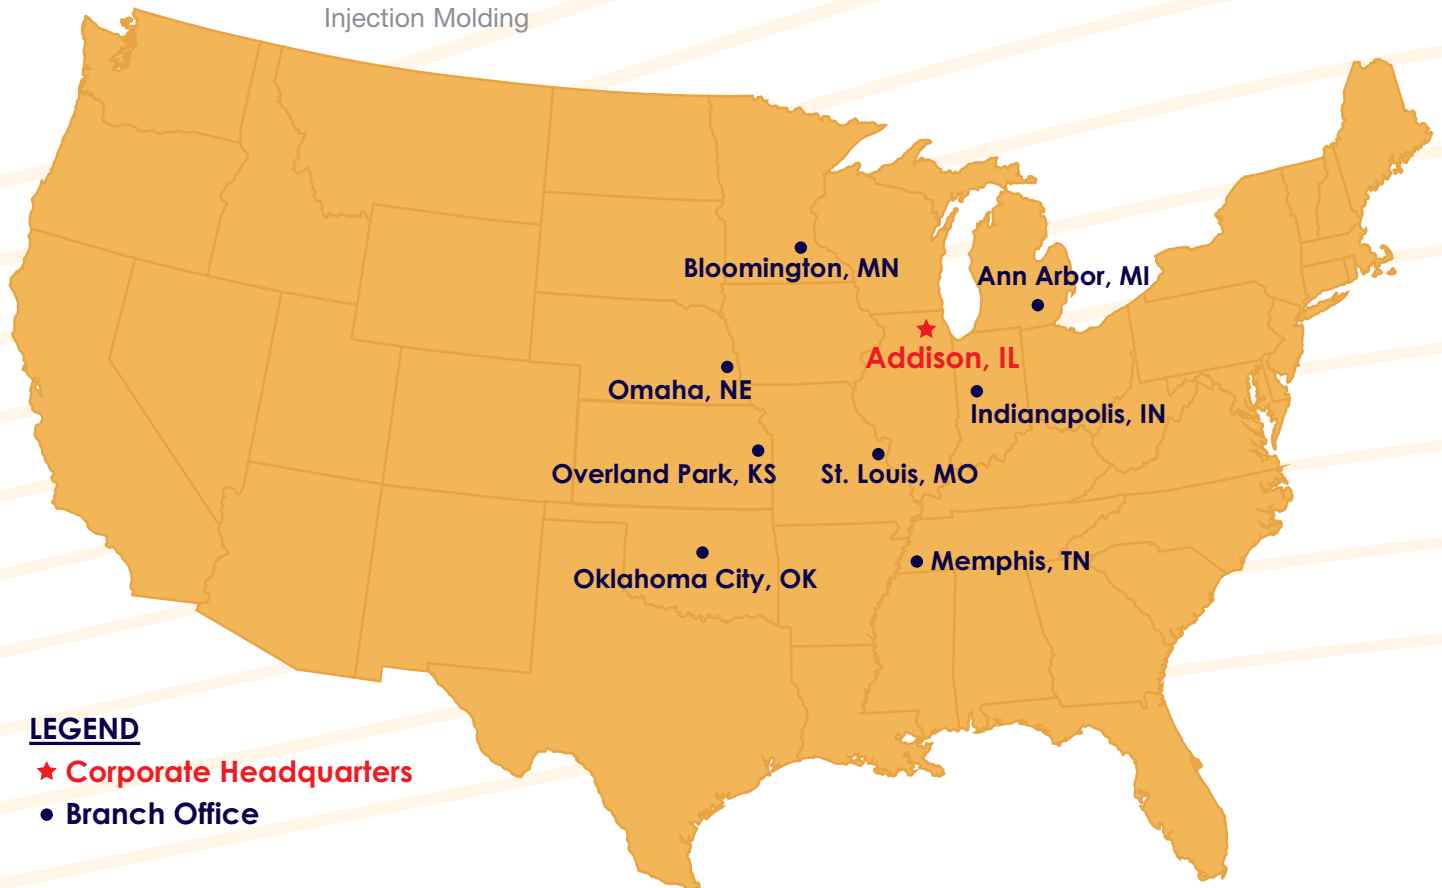 Injection Molding
Bloomington, MN
Ann Arbor, MI
Addison, IL
Omaha, NE
Indianapolis, IN
Overland Park, KS
St. Louis, MO
Memphis, TN
Oklahoma City, OK
LEGEND
Corporate Headquarters
Branch Office